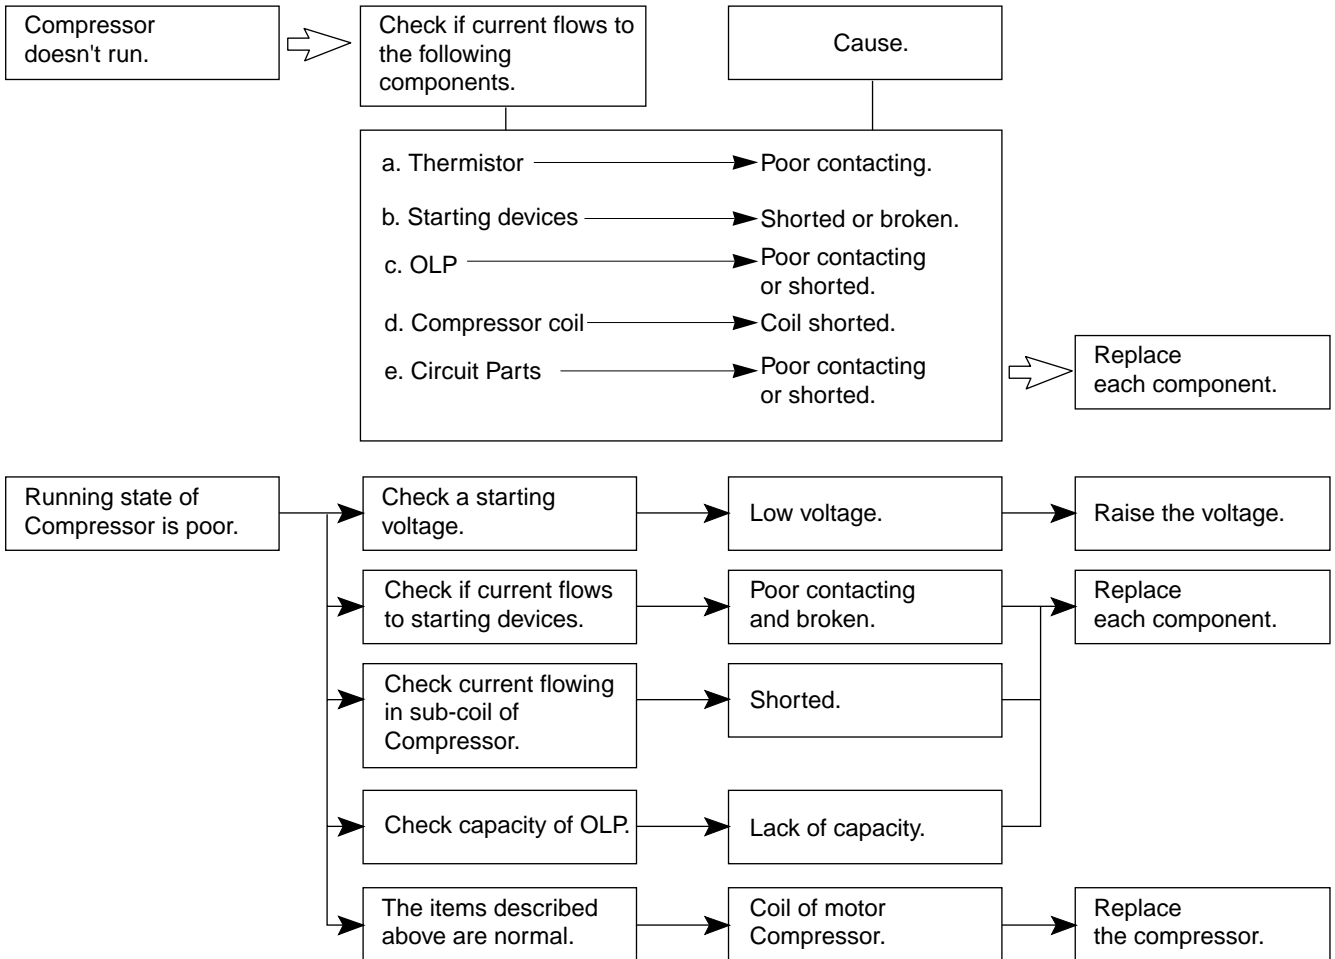 Compressor
doesn't run.
Check if current flows to
the following
components.
Cause.
a. Thermistor
Poor contacting.
b. Starting devices
Shorted or broken.
c. OLP
Poor contacting
or shorted.
d. Compressor coil
Coil shorted.
e. Circuit Parts
Poor contacting
or shorted.
Replace
each component.
Running state of
Compressor is poor.
Check a starting
voltage.
Low voltage.
Raise the voltage.
Check if current flows
to starting devices.
Poor contacting
and broken.
Replace
each component.
Check current flowing
in sub-coil of
Compressor.
Shorted.
Check capacity of OLP.
Lack of capacity.
The items described
above are normal.
Coil of motor
Compressor.
Replace
the compressor.